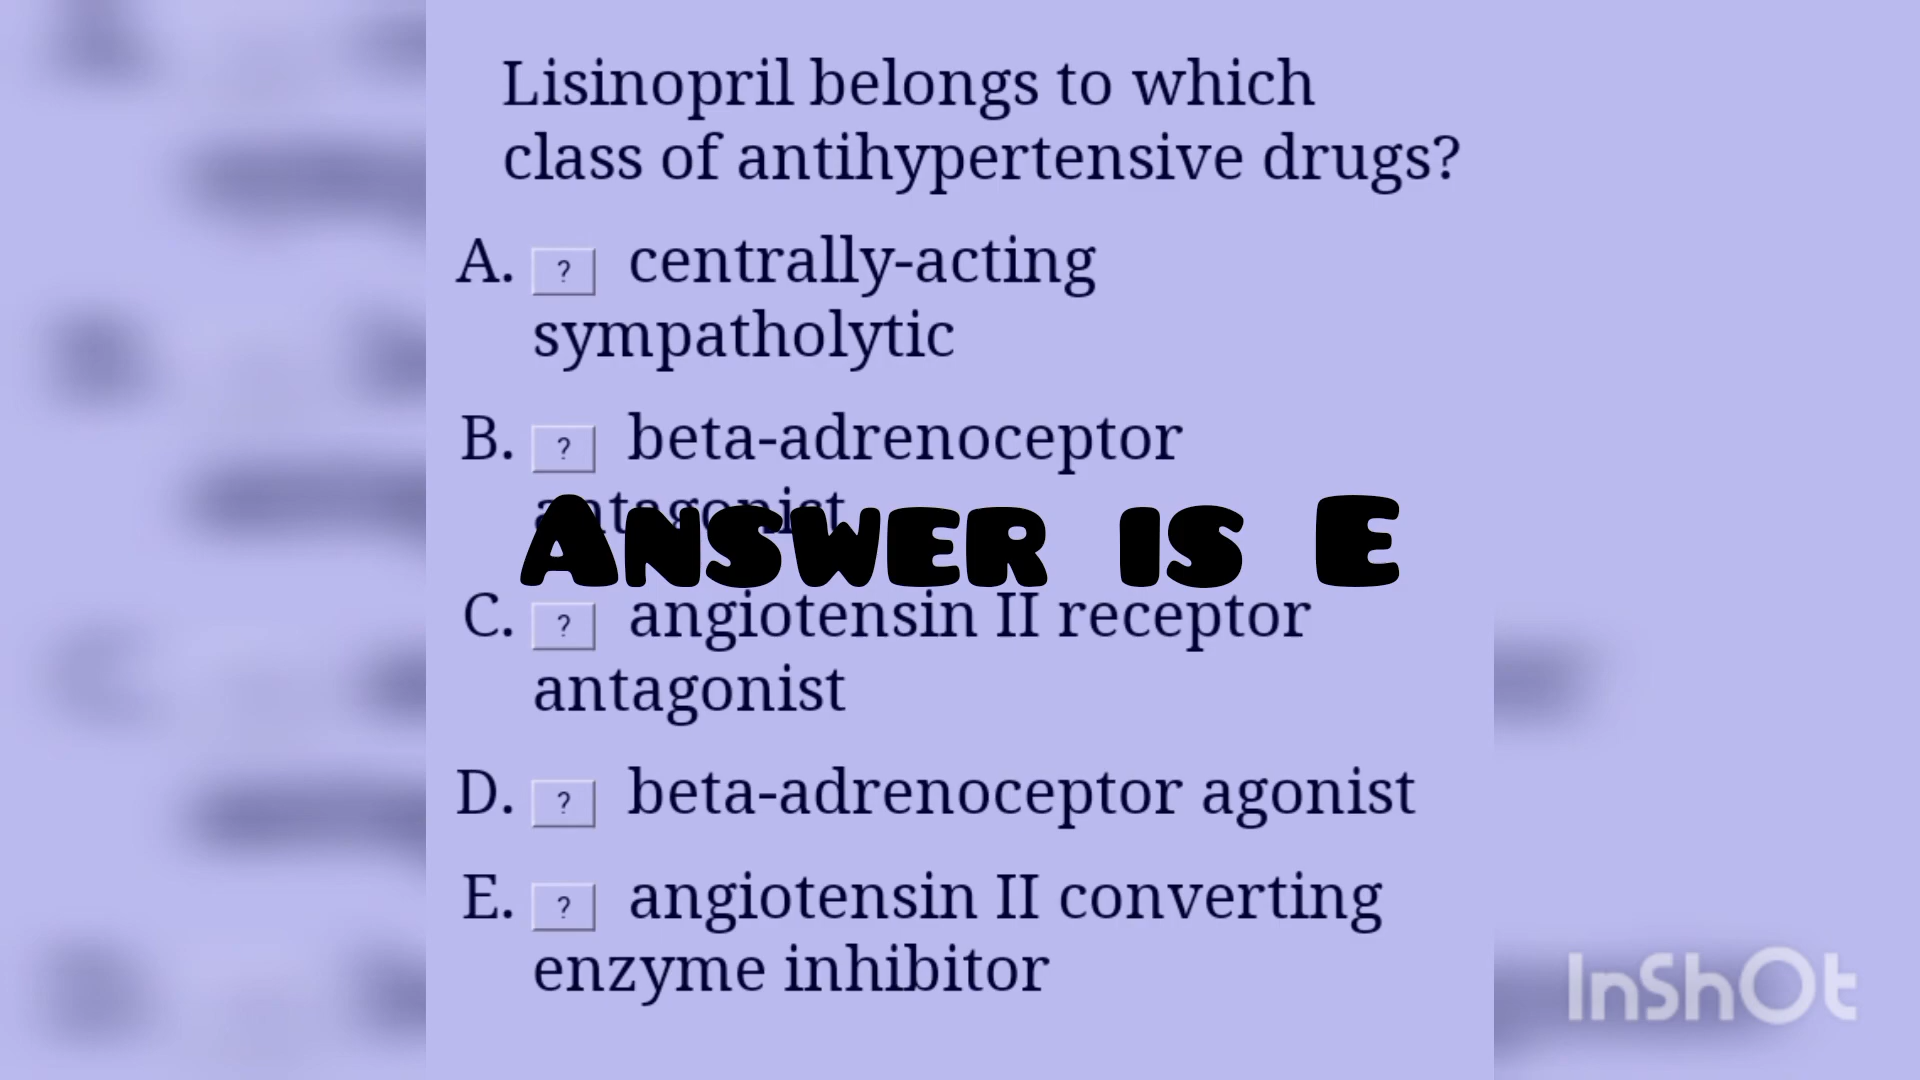 Lisinopril belongs to which
class of antihypertensive drugs?
A. ? centrally-acting
sympatholytic
B. ? beta-adrenoceptor
antagonist
Answer is E
C. ? angiotensin II receptor
antagonist
D. ? beta-adrenoceptor agonist
E. ? angiotensin II converting
enzyme inhibitor
InShOt